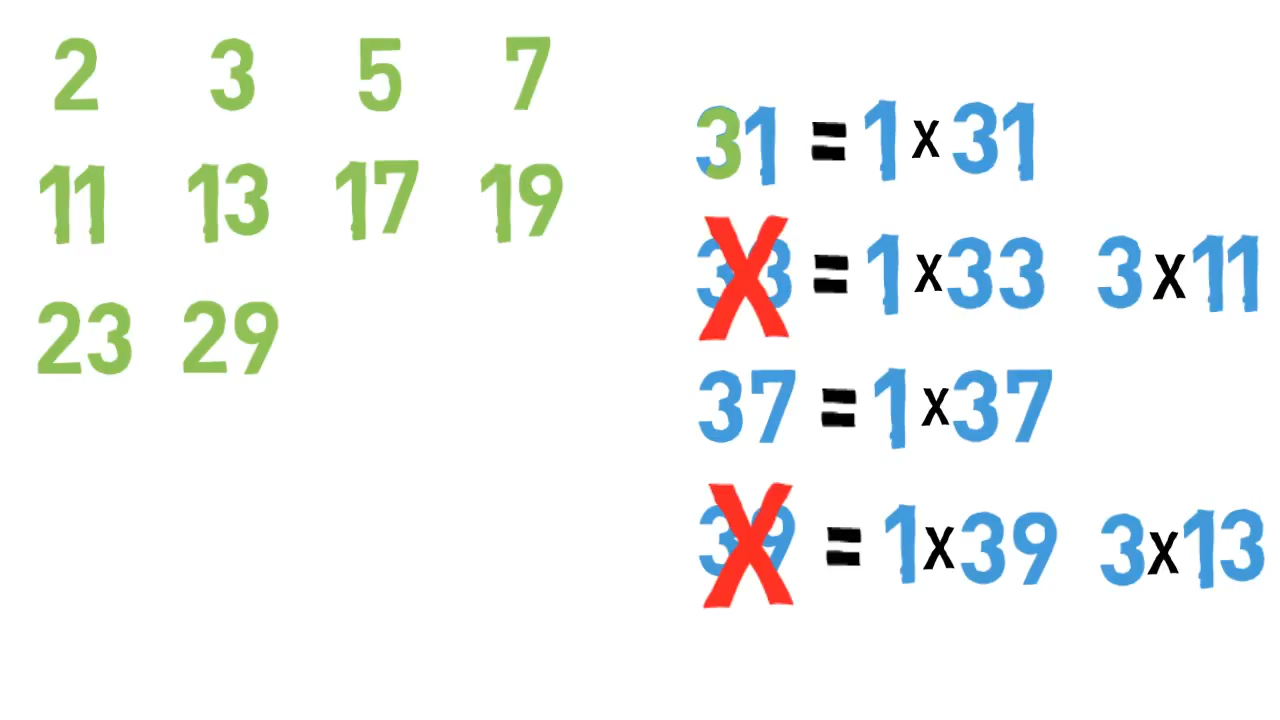 2 3 5 7
11 13 17 19
23 29
31 = 1 x 31
33 = 1 x 33 3 x 11
37 = 1 x 37
39 = 1 x 39 3 x 13